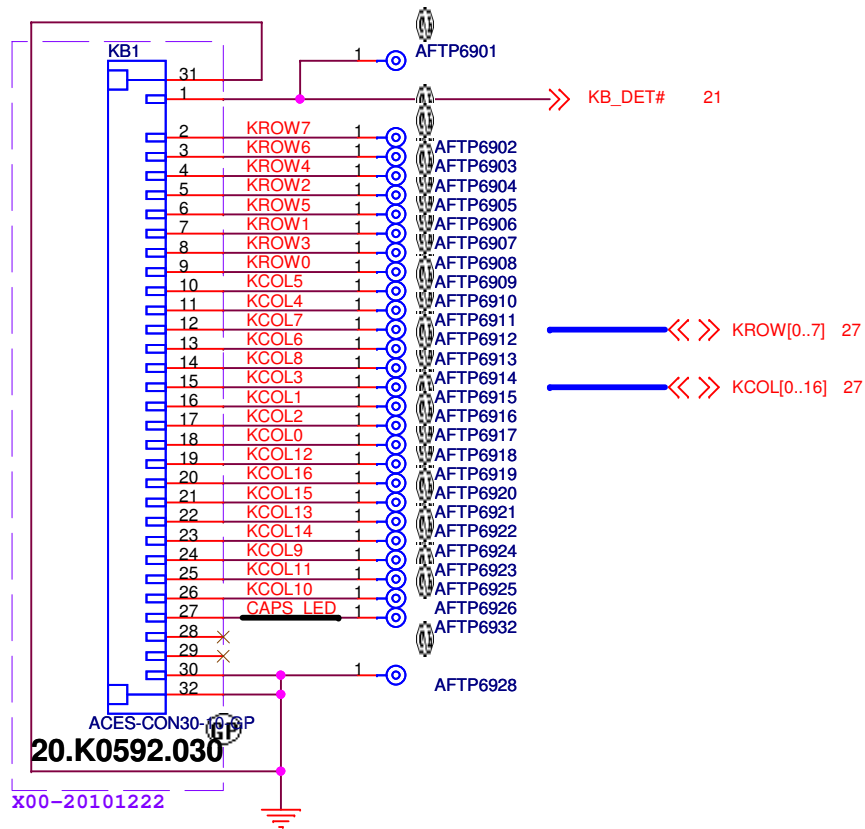 KB1
31
1 AFTP6901
1 KB_DET# 21
2 KROW7 1 AFTP6902
3 KROW6 1 AFTP6903
4 KROW4 1 AFTP6904
5 KROW2 1 AFTP6905
6 KROW5 1 AFTP6906
7 KROW1 1 AFTP6907
8 KROW3 1 AFTP6908
9 KROW0 1 AFTP6909
10 KCOL5 1 AFTP6910
11 KCOL4 1 AFTP6911
12 KCOL7 1 AFTP6912
KROW[0..7] 27
13 KCOL6 1 AFTP6913
14 KCOL8 1 AFTP6914
15 KCOL3 1 AFTP6915
KCOL[0..16] 27
16 KCOL1 1 AFTP6916
17 KCOL2 1 AFTP6917
18 KCOL0 1 AFTP6918
19 KCOL12 1 AFTP6919
20 KCOL16 1 AFTP6920
21 KCOL15 1 AFTP6921
22 KCOL13 1 AFTP6922
23 KCOL14 1 AFTP6924
24 KCOL9 1 AFTP6923
25 KCOL11 1 AFTP6925
26 KCOL10 1 AFTP6926
27 CAPS_LED 1 AFTP6932
28
29
30 1 AFTP6928
32
ACES-CON30-10-GP
GP
20.K0592.030
X00-20101222